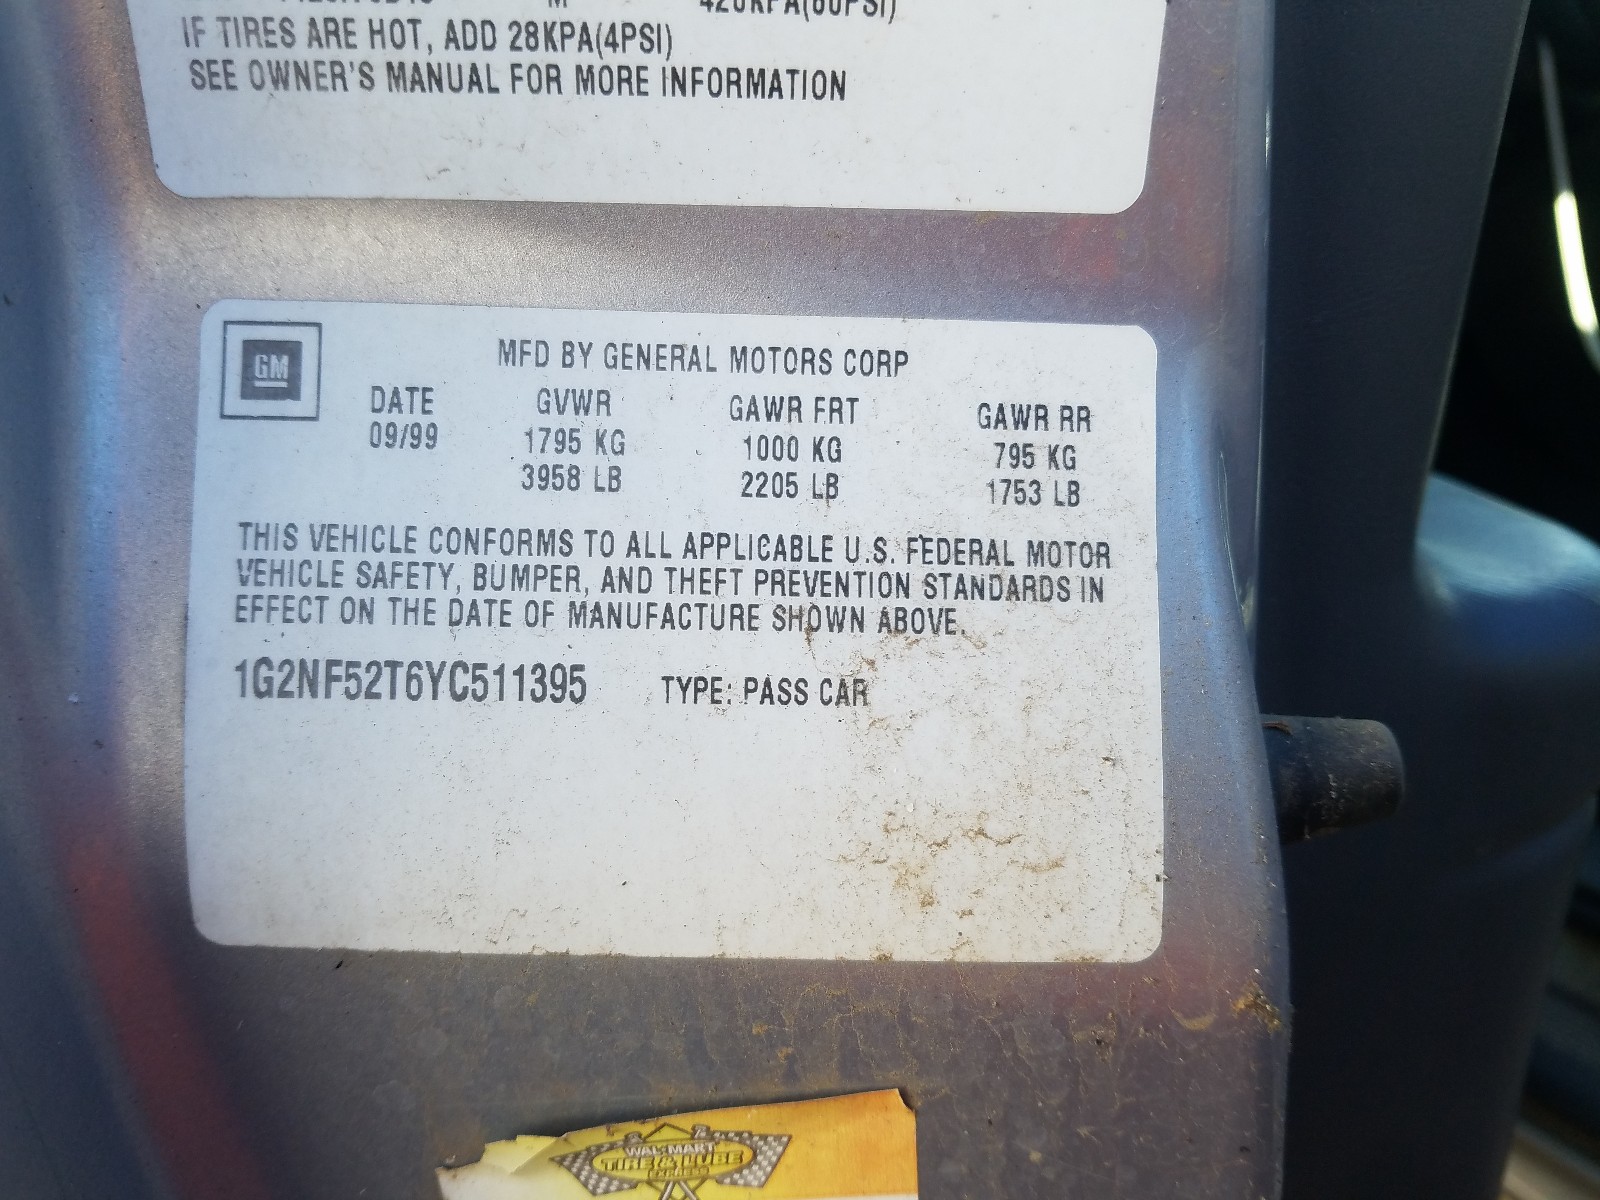 420KPA(60PSI)
IF TIRES ARE HOT, ADD 28KPA(4PSI)
SEE OWNER'S MANUAL FOR MORE INFORMATION
GM
MFD BY GENERAL MOTORS CORP
DATE GVWR GAWR FRT GAWR RR
09/99 1795 KG 1000 KG 795 KG
3958 LB 2205 LB 1753 LB
THIS VEHICLE CONFORMS TO ALL APPLICABLE U.S. FEDERAL MOTOR
VEHICLE SAFETY, BUMPER, AND THEFT PREVENTION STANDARDS IN
EFFECT ON THE DATE OF MANUFACTURE SHOWN ABOVE.
1G2NF52T6YC511395 TYPE: PASS CAR
WAL-MART
TIRE & LUBE
EXPRESS